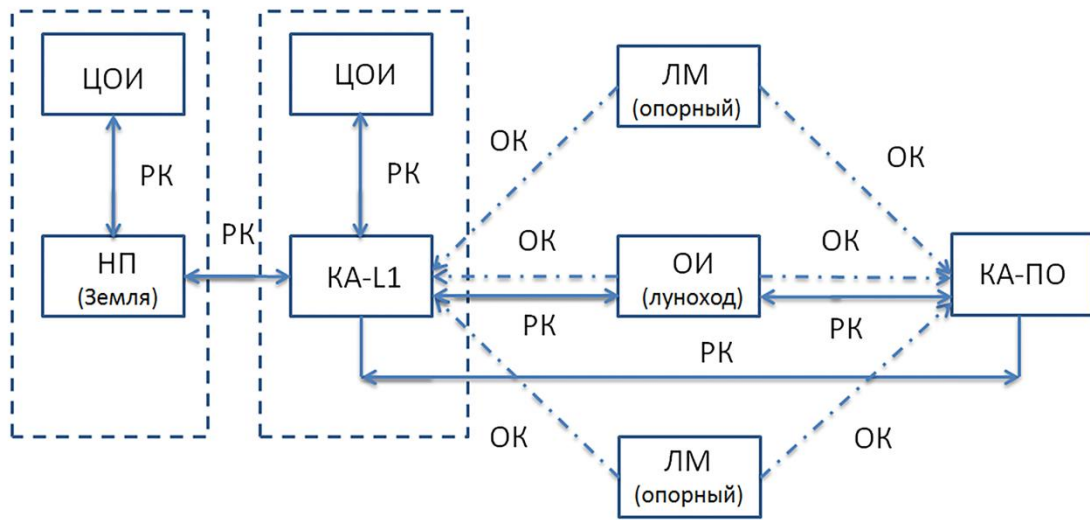 ЦОИ
ЦОИ
ЛМ
(опорный)
ОК
ОК
РК
РК
РК
ОК
ОК
НП
(Земля)
КА-L1
ОИ
(луноход)
КА-ПО
РК
РК
РК
ОК
ОК
ЛМ
(опорный)